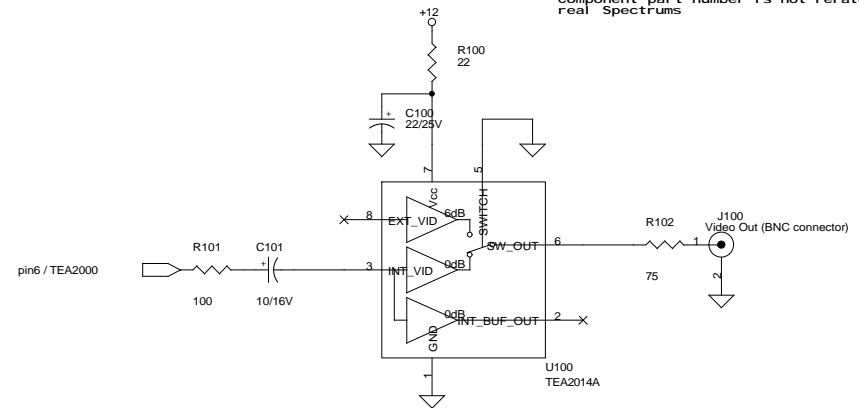 component part number is not
real Spectrums
+12
R100
22
C100
+
22/25V
7
5
Vcc
6dB
SWITCH
8
EXT_VID
J100
R102
Video Out (BNC connector)
SW_OUT
6
1
R101
C101
+
3
INT_VID
0dB
pin6 / TEA2000
75
2
100
10/16V
0dB
INT_BUF_OUT
2
GND
1
U100
TEA2014A